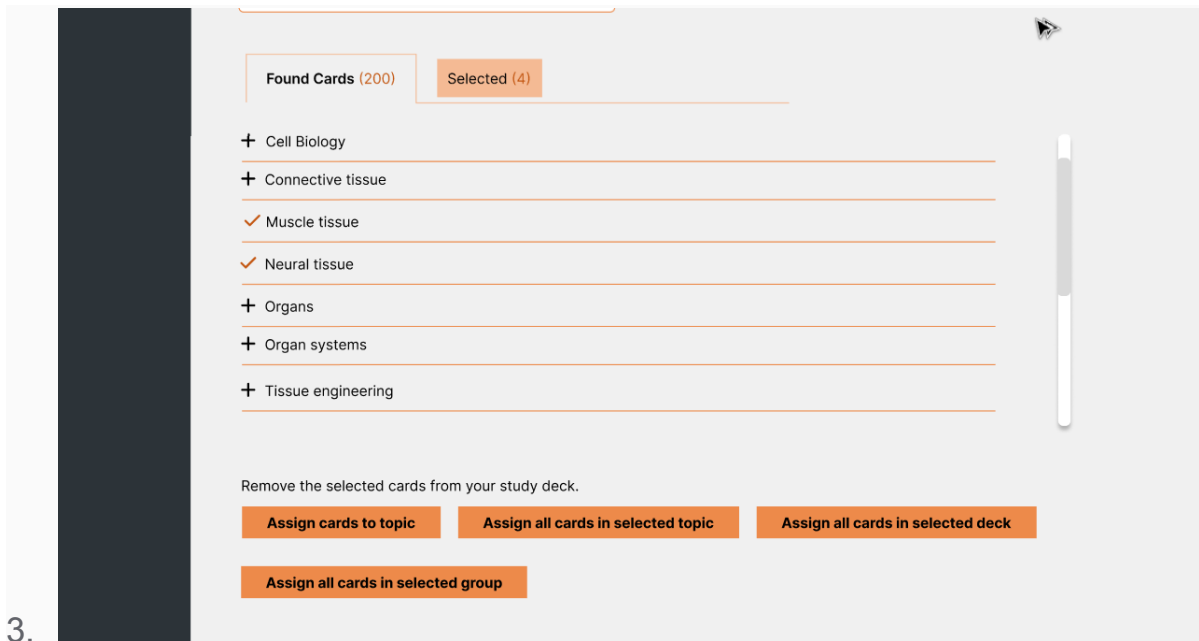 Found Cards (200) Selected (4)
Cell Biology
Connective tissue
Muscle tissue
Neural tissue
Organs
Organ systems
Tissue engineering
Remove the selected cards from your study deck.
Assign cards to topic Assign all cards in selected topic Assign all cards in selected deck
Assign all cards in selected group
3.